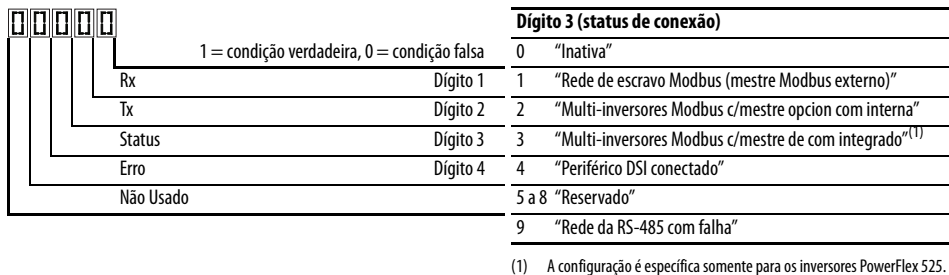 00000
1 = condição verdadeira, 0 = condição falsa
Rx Dígito 1
Tx Dígito 2
Status Dígito 3
Erro Dígito 4
Não Usado
Dígito 3 (status de conexão)
0 “Inativa”
1 “Rede de escravo Modbus (mestre Modbus externo)”
2 “Multi-inversores Modbus c/mestre opcion com interna”
3 “Multi-inversores Modbus c/mestre de com integrado”(1)
4 “Periférico DSI conectado”
5 a 8 “Reservado”
9 “Rede da RS-485 com falha”
(1) A configuração é específica somente para os inversores PowerFlex 525.